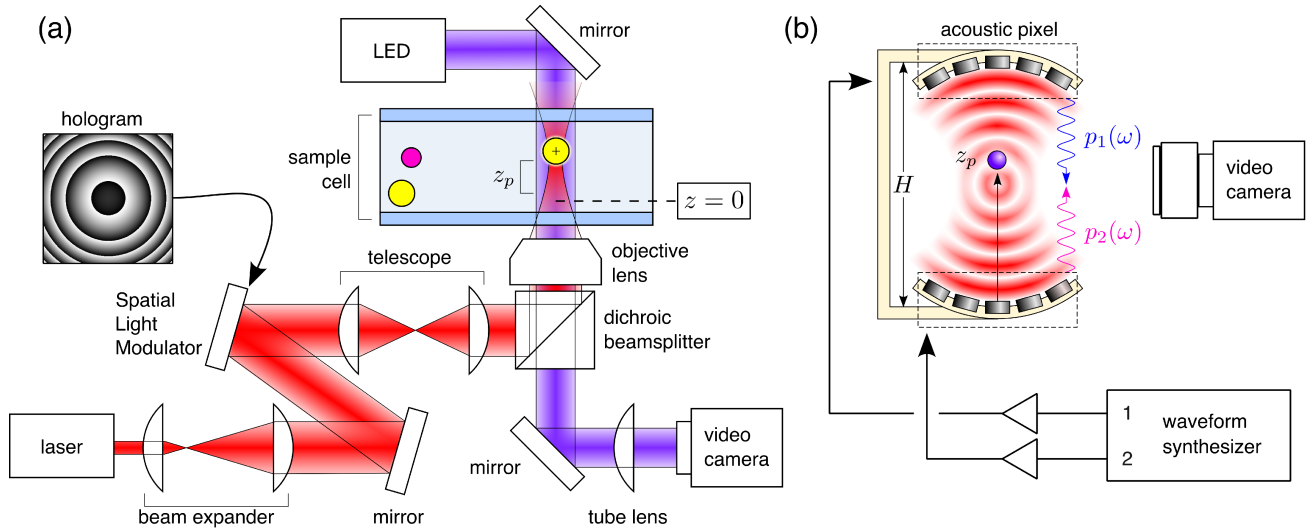 (a)
LED
mirror
hologram
sample
cell
z_p
z = 0
objective
lens
telescope
Spatial
Light
Modulator
dichroic
beamsplitter
laser
beam expander
mirror
mirror
tube lens
video
camera
(b)
acoustic pixel
H
z_p
p_1(ω)
p_2(ω)
video
camera
1
2
waveform
synthesizer